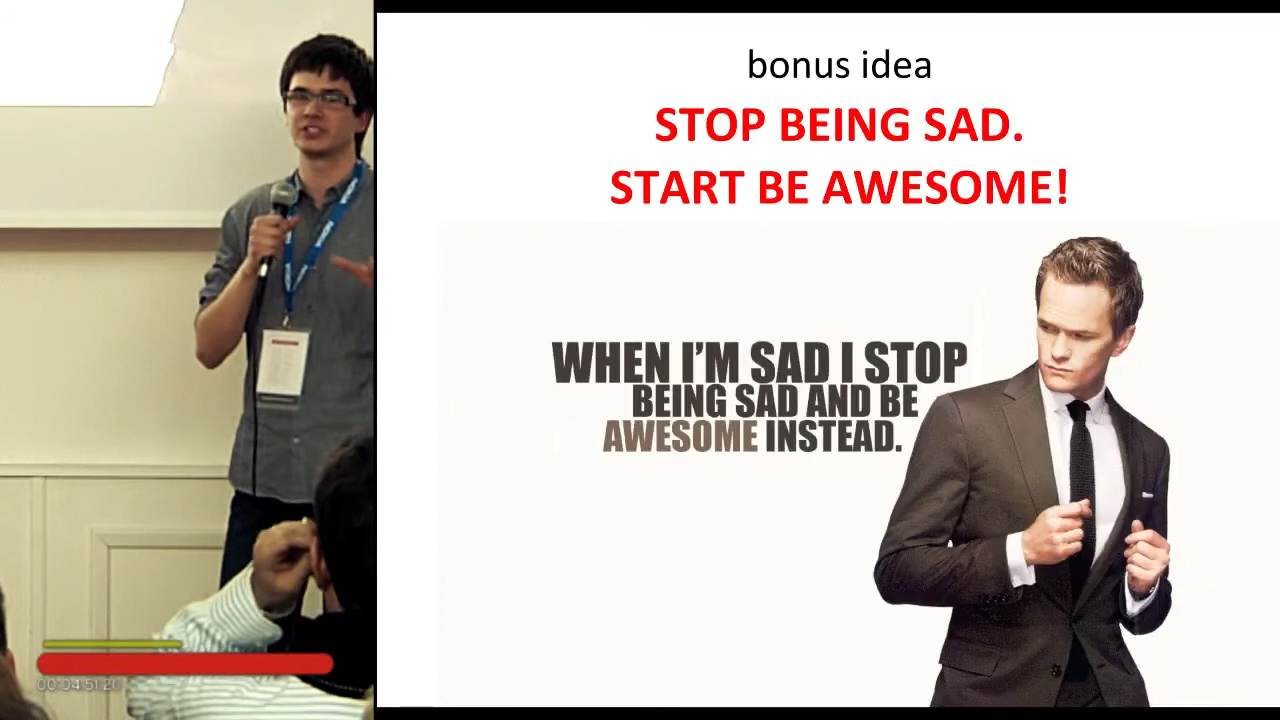 bonus idea
STOP BEING SAD.
START BE AWESOME!
WHEN I'M SAD I STOP
BEING SAD AND BE
AWESOME INSTEAD.